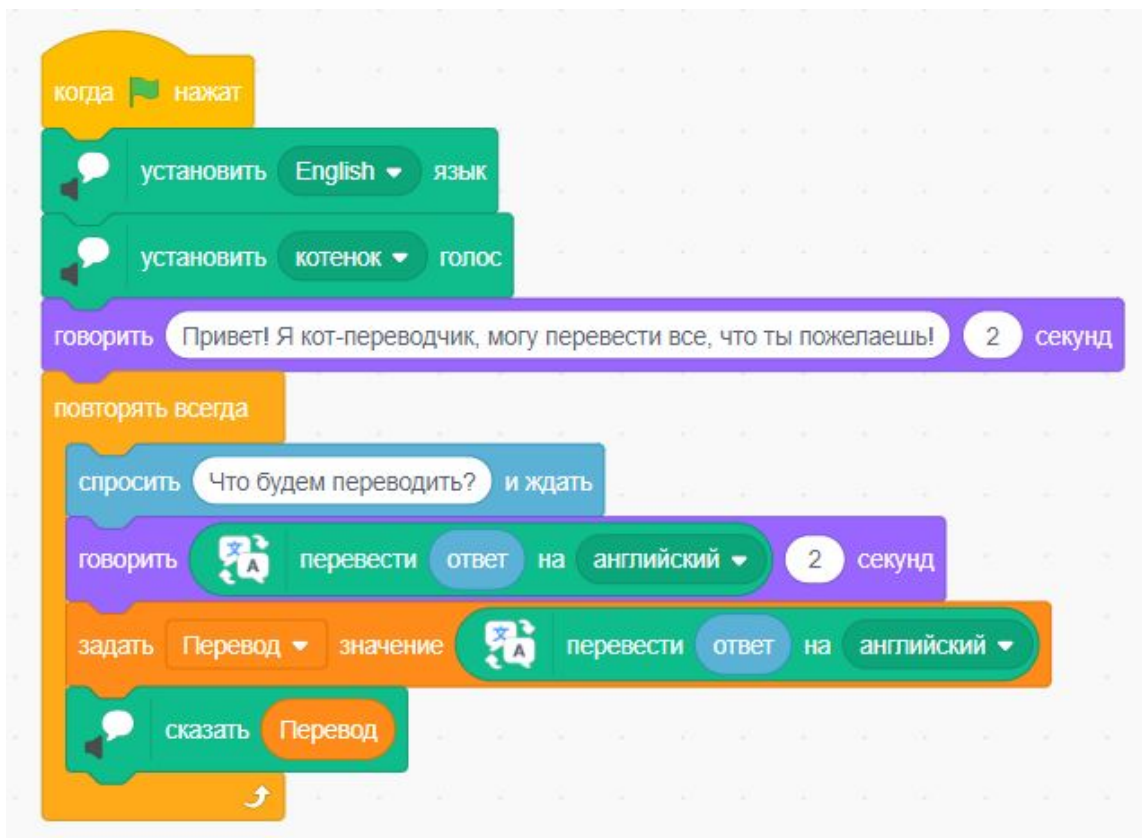 когда нажат
установить English язык
установить котенок голос
говорить Привет! Я кот-переводчик, могу перевести все, что ты пожелаешь! 2 секунд
повторять всегда
спросить Что будем переводить? и ждать
говорить перевести ответ на английский 2 секунд
задать Перевод значение перевести ответ на английский
сказать Перевод